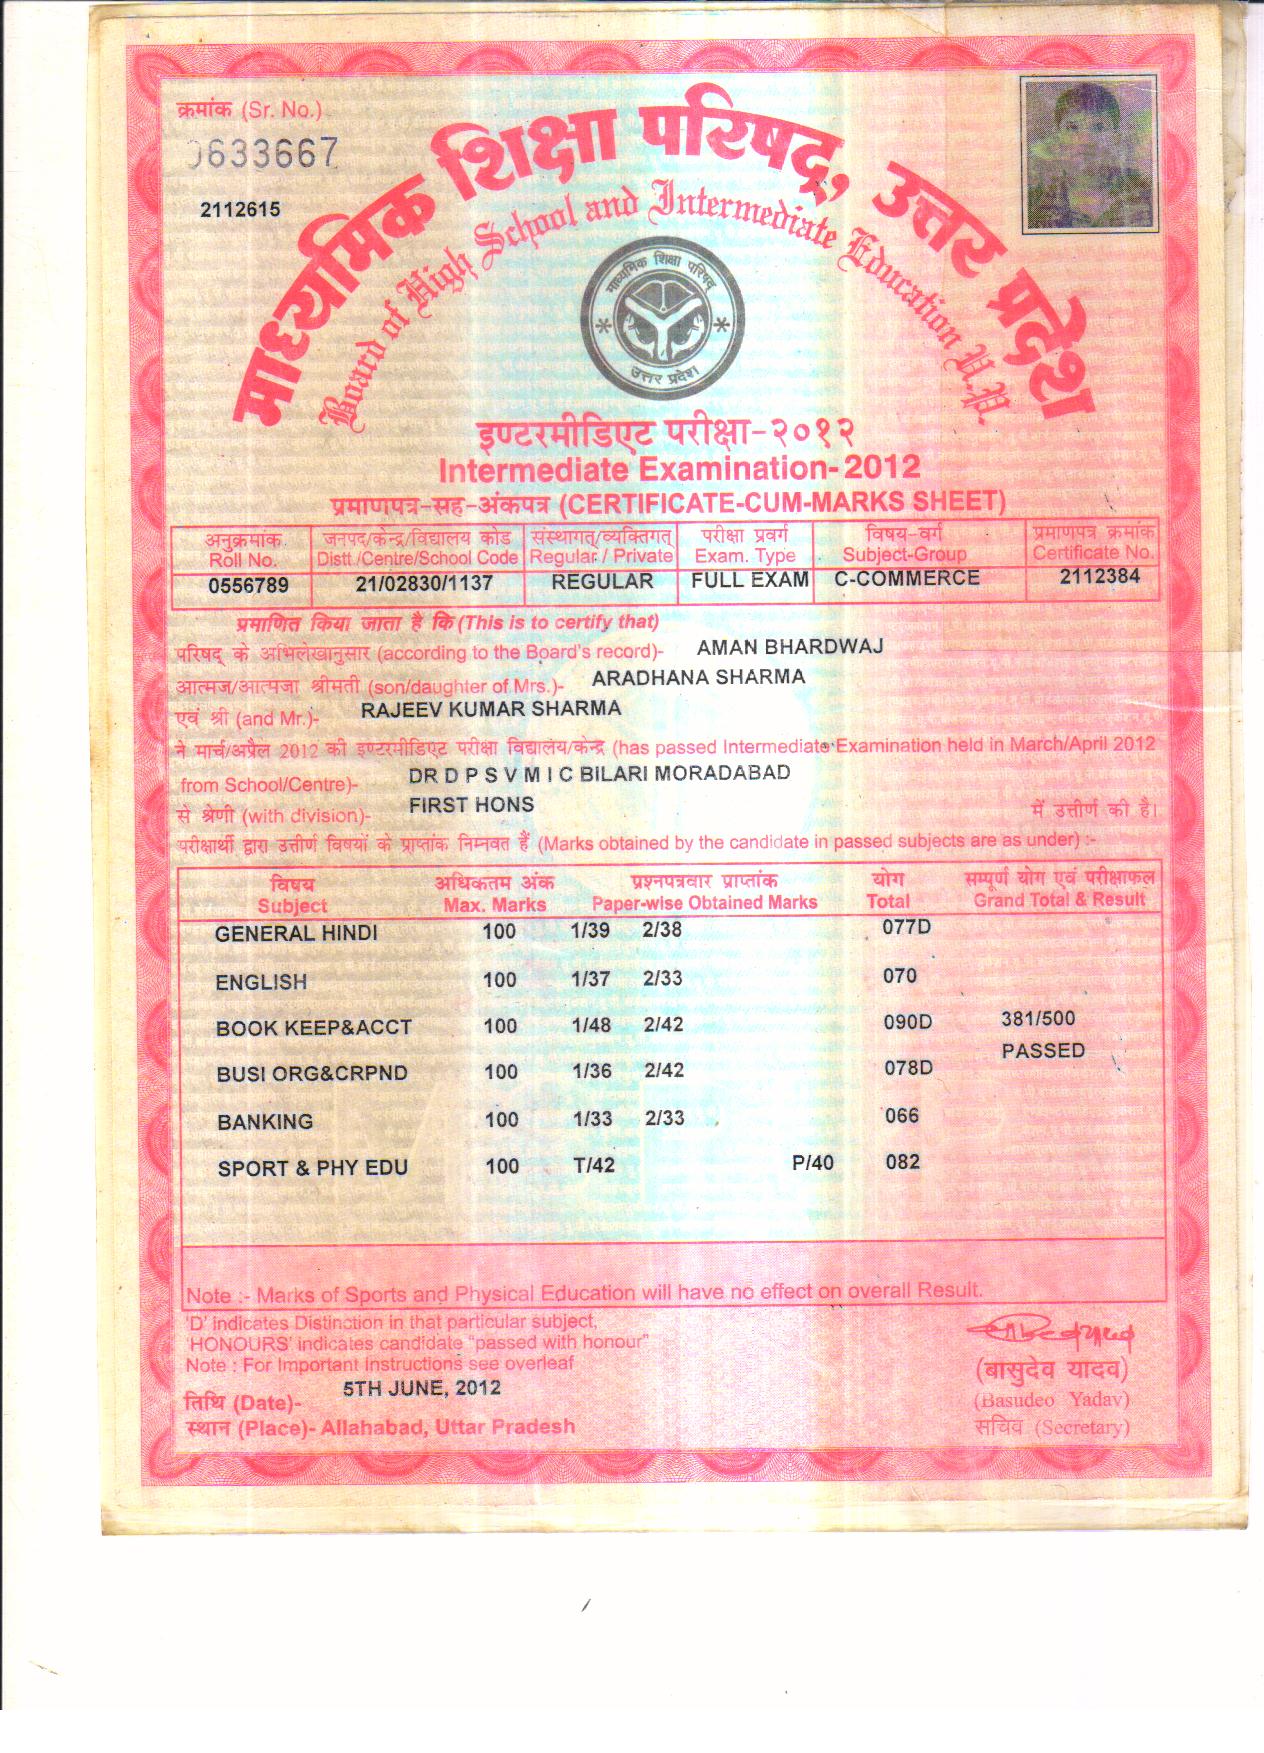 क्रमांक (Sr. No.)
0633667
2112615
माध्यमिक शिक्षा परिषद्, उत्तर प्रदेश
Board of High School and Intermediate Education U.P.
माध्यमिक शिक्षा परिषद्
उत्तर प्रदेश
इण्टरमीडिएट परीक्षा-२०१२
Intermediate Examination- 2012
प्रमाणपत्र-सह-अंकपत्र (CERTIFICATE-CUM-MARKS SHEET)
अनुक्रमांक जनपद/केन्द्र/विद्यालय कोड संस्थागत/व्यक्तिगत परीक्षा प्रवर्ग विषय-वर्ग प्रमाणपत्र क्रमांक
Roll No. Distt./Centre/School Code Regular / Private Exam. Type Subject-Group Certificate No.
0556789 21/02830/1137 REGULAR FULL EXAM C-COMMERCE 2112384
प्रमाणित किया जाता है कि (This is to certify that)
परिषद् के अभिलेखानुसार (according to the Board's record)- AMAN BHARDWAJ
आत्मज/आत्मजा श्रीमती (son/daughter of Mrs.)- ARADHANA SHARMA
एवं श्री (and Mr.)- RAJEEV KUMAR SHARMA
ने मार्च/अप्रैल 2012 की इण्टरमीडिएट परीक्षा विद्यालय/केन्द्र (has passed Intermediate Examination held in March/April 2012
from School/Centre)- DR D P S V M I C BILARI MORADABAD
से श्रेणी (with division)- FIRST HONS में उत्तीर्ण की है।
परीक्षार्थी द्वारा उत्तीर्ण विषयों के प्राप्तांक निम्नवत हैं (Marks obtained by the candidate in passed subjects are as under) :-
विषय अधिकतम अंक प्रश्नपत्रवार प्राप्तांक योग सम्पूर्ण योग एवं परीक्षाफल
Subject Max. Marks Paper-wise Obtained Marks Total Grand Total & Result
GENERAL HINDI 100 1/39 2/38 077D
ENGLISH 100 1/37 2/33 070
BOOK KEEP&ACCT 100 1/48 2/42 090D 381/500
PASSED
BUSI ORG&CRPND 100 1/36 2/42 078D
BANKING 100 1/33 2/33 066
SPORT & PHY EDU 100 T/42 P/40 082
Note :- Marks of Sports and Physical Education will have no effect on overall Result.
'D' indicates Distinction in that particular subject,
'HONOURS' indicates candidate "passed with honour"
Note : For Important Instructions see overleaf
तिथि (Date)- 5TH JUNE, 2012
स्थान (Place)- Allahabad, Uttar Pradesh
(बासुदेव यादव)
(Basudeo Yadav)
सचिव (Secretary)